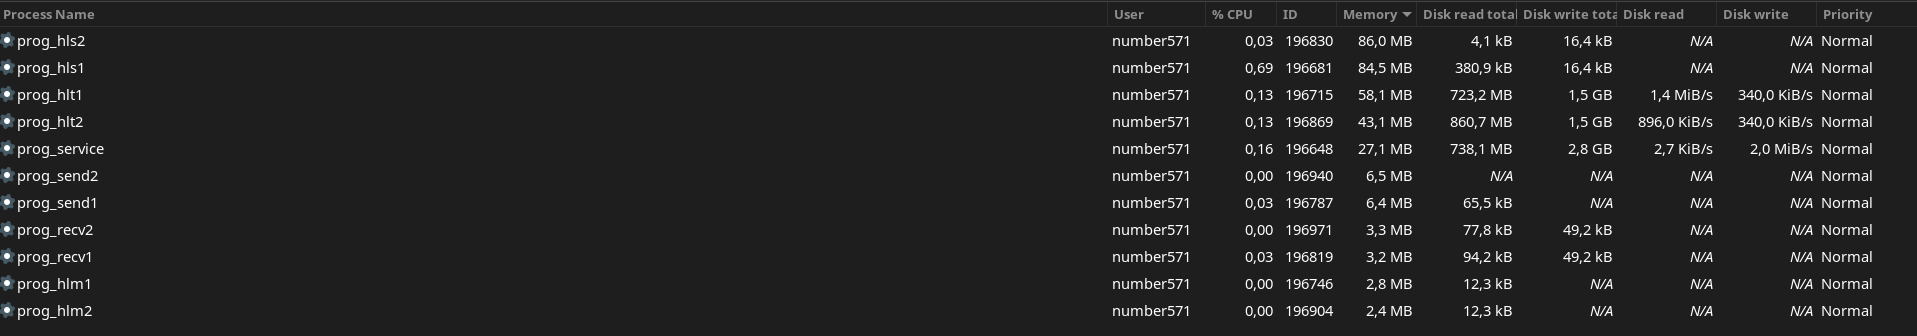 Process Name User % CPU ID Memory Disk read total Disk write tota Disk read Disk write Priority
prog_hls2 number571 0,03 196830 86,0 MB 4,1 kB 16,4 kB N/A N/A Normal
prog_hls1 number571 0,69 196681 84,5 MB 380,9 kB 16,4 kB N/A N/A Normal
prog_hlt1 number571 0,13 196715 58,1 MB 723,2 MB 1,5 GB 1,4 MiB/s 340,0 KiB/s Normal
prog_hlt2 number571 0,13 196869 43,1 MB 860,7 MB 1,5 GB 896,0 KiB/s 340,0 KiB/s Normal
prog_service number571 0,16 196648 27,1 MB 738,1 MB 2,8 GB 2,7 KiB/s 2,0 MiB/s Normal
prog_send2 number571 0,00 196940 6,5 MB N/A N/A N/A N/A Normal
prog_send1 number571 0,03 196787 6,4 MB 65,5 kB N/A N/A N/A Normal
prog_recv2 number571 0,00 196971 3,3 MB 77,8 kB 49,2 kB N/A N/A Normal
prog_recv1 number571 0,03 196819 3,2 MB 94,2 kB 49,2 kB N/A N/A Normal
prog_hlm1 number571 0,00 196746 2,8 MB 12,3 kB N/A N/A N/A Normal
prog_hlm2 number571 0,00 196904 2,4 MB 12,3 kB N/A N/A N/A Normal